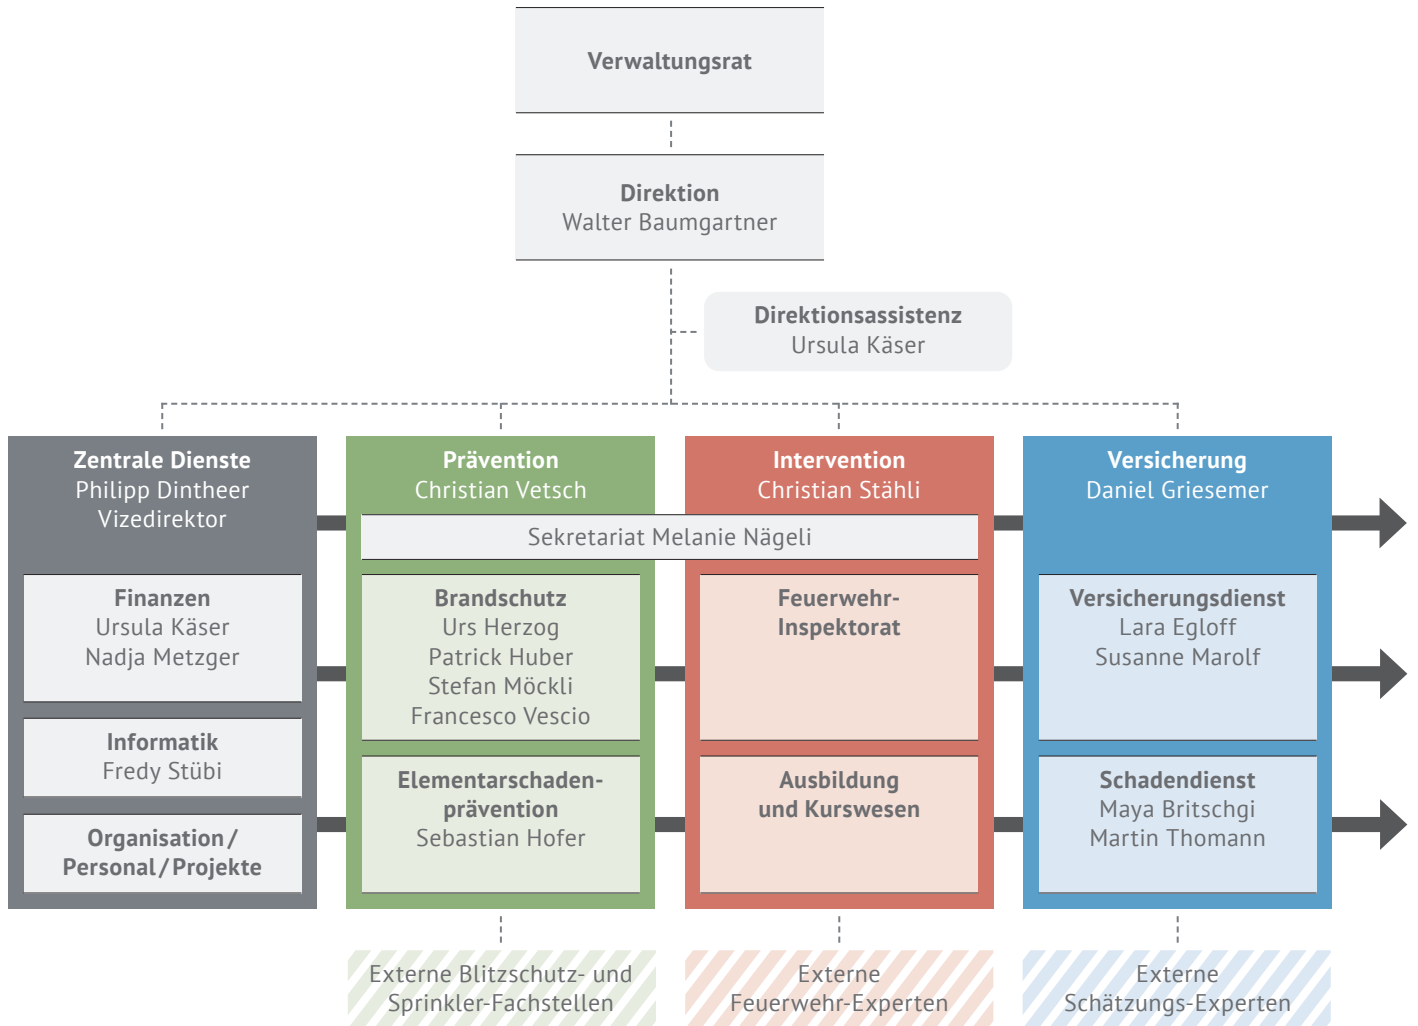 Verwaltungsrat
Direktion
Walter Baumgartner
Direktionsassistenz
Ursula Käser
Zentrale Dienste
Philipp Dintheer
Vizedirektor
Prävention
Christian Vetsch
Intervention
Christian Stähli
Versicherung
Daniel Griesemer
Sekretariat Melanie Nägeli
Finanzen
Ursula Käser
Nadja Metzger
Informatik
Fredy Stübi
Organisation/
Personal/Projekte
Brandschutz
Urs Herzog
Patrick Huber
Stefan Möckli
Francesco Vescio
Elementarschaden-
prävention
Sebastian Hofer
Feuerwehr-
Inspektorat
Ausbildung
und Kurswesen
Versicherungsdienst
Lara Egloff
Susanne Marolf
Schadendienst
Maya Britschgi
Martin Thomann
Externe Blitzschutz- und
Sprinkler-Fachstellen
Externe
Feuerwehr-Experten
Externe
Schätzungs-Experten